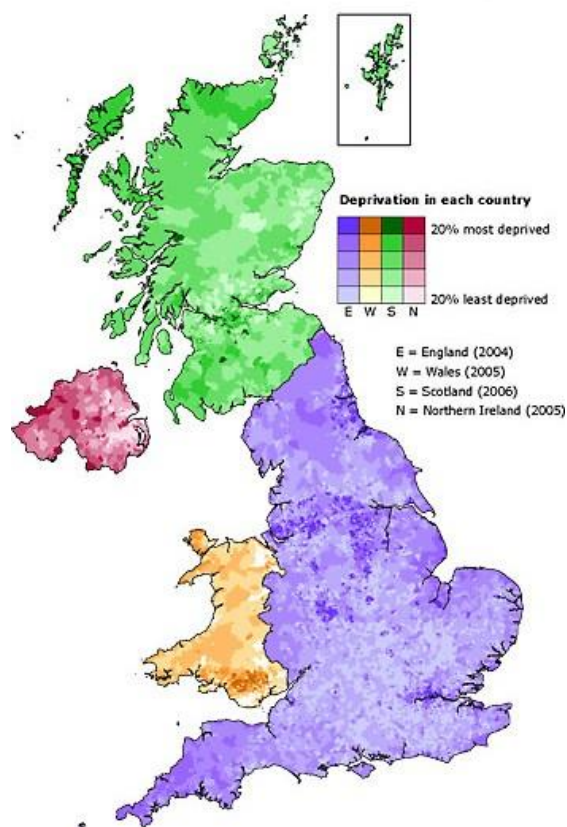 Deprivation in each country
20% most deprived
20% least deprived
E W S N
E = England (2004)
W = Wales (2005)
S = Scotland (2006)
N = Northern Ireland (2005)